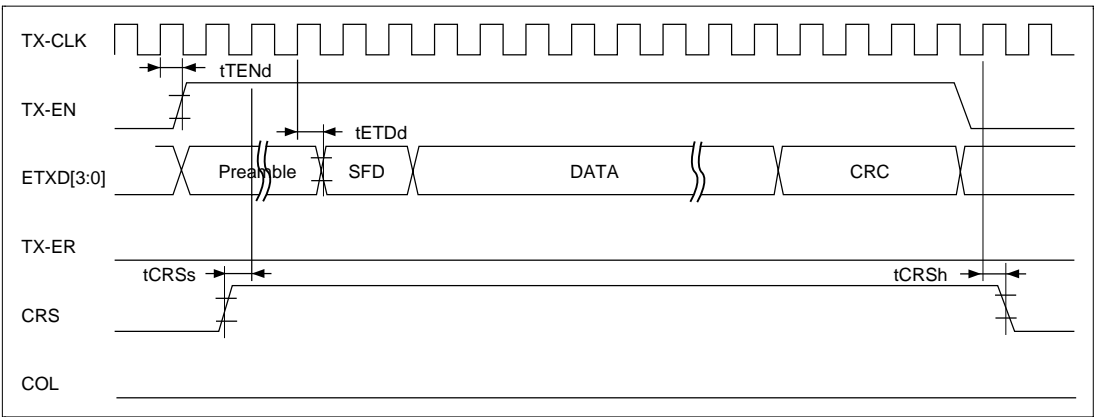 TX-CLK
tTENd
TX-EN
tETDd
ETXD[3:0] Preamble SFD DATA CRC
TX-ER
tCRSs tCRSh
CRS
COL